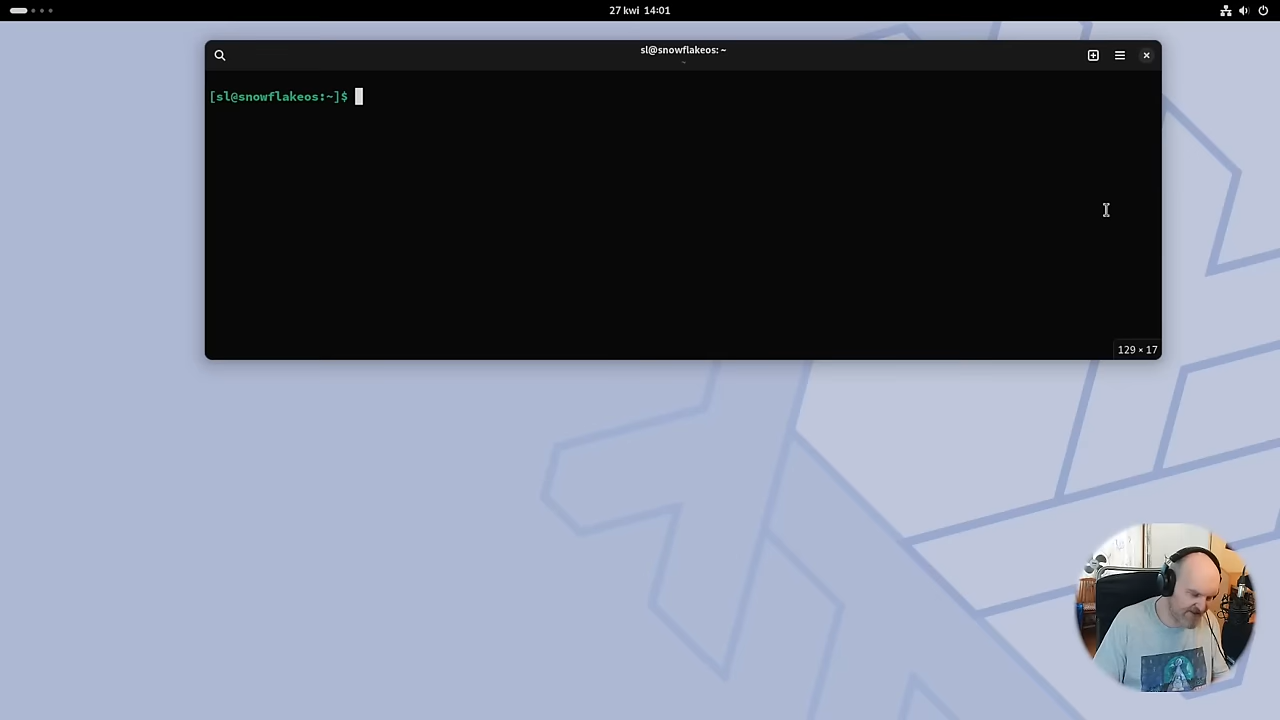 27 kwi 14:01
sl@snowflakeos: ~
~
[sl@snowflakeos:~]$
129 × 17